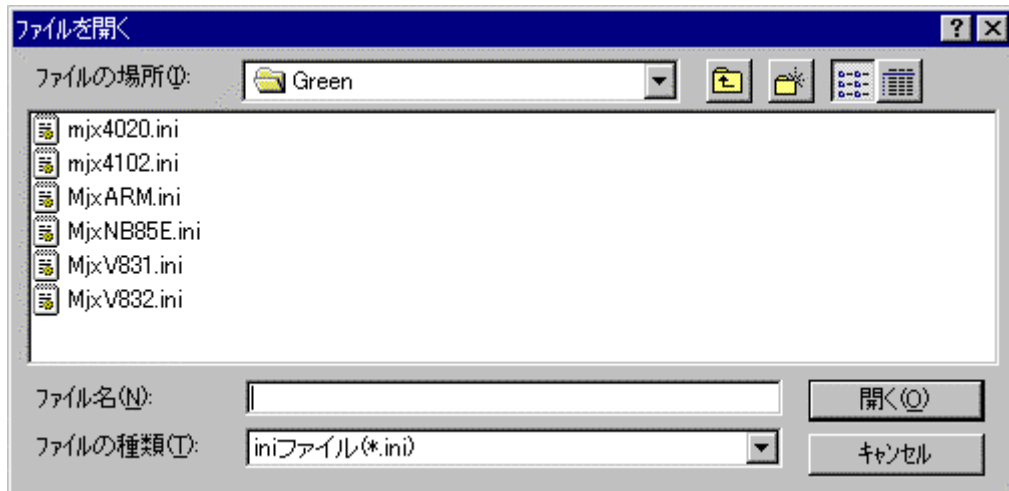 ファイルを開く
ファイルの場所(I):
Green
mjx4020.ini
mjx4102.ini
MjxARM.ini
MjxNB85E.ini
MjxV831.ini
MjxV832.ini
ファイル名(N):
開く(O)
ファイルの種類(T):
iniファイル(*.ini)
キャンセル